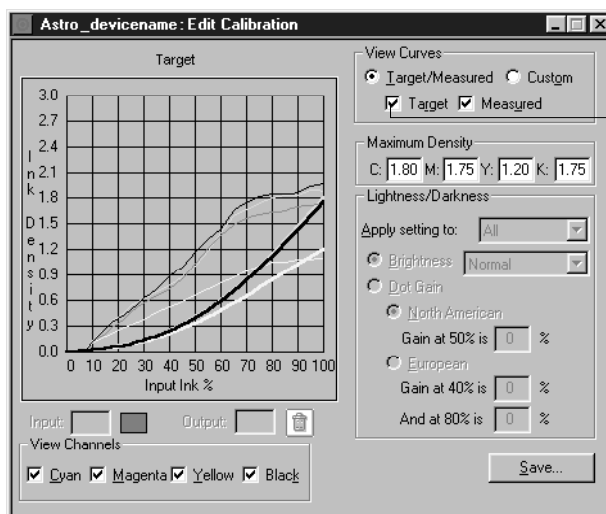 Astro_devicename: Edit Calibration
Target
Ink Density
3.0
2.7
2.4
2.1
1.8
1.5
1.2
0.9
0.6
0.3
0.0
0 10 20 30 40 50 60 70 80 90 100
Input Ink %
Input:
Output:
View Channels
Cyan
Magenta
Yellow
Black
View Curves
Target/Measured
Custom
Target
Measured
Maximum Density
C: 1.80 M: 1.75 Y: 1.20 K: 1.75
Lightness/Darkness
Apply setting to: All
Brightness Normal
Dot Gain
North American
Gain at 50% is 0 %
European
Gain at 40% is 0 %
And at 80% is 0 %
Save...